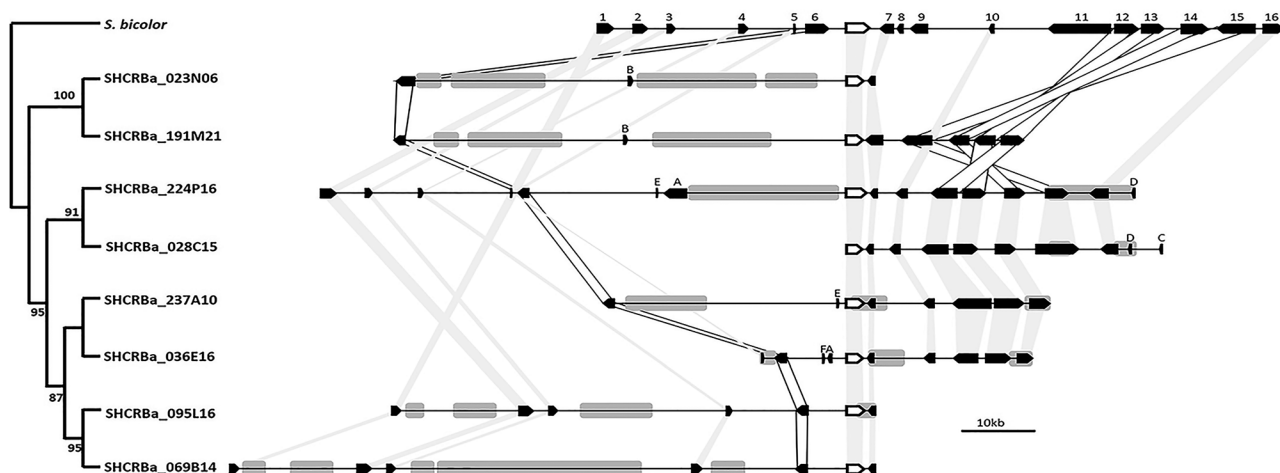 1 2 3 4 5 6 7 8 9 10 11 12 13 14 15 16
S. bicolor
SHCRBa_023N06 B
100
SHCRBa_191M21 B
SHCRBa_224P16 E A D
91
SHCRBa_028C15 D C
SHCRBa_237A10 E
95
SHCRBa_036E16 FA
87
SHCRBa_095L16
10kb
95
SHCRBa_069B14